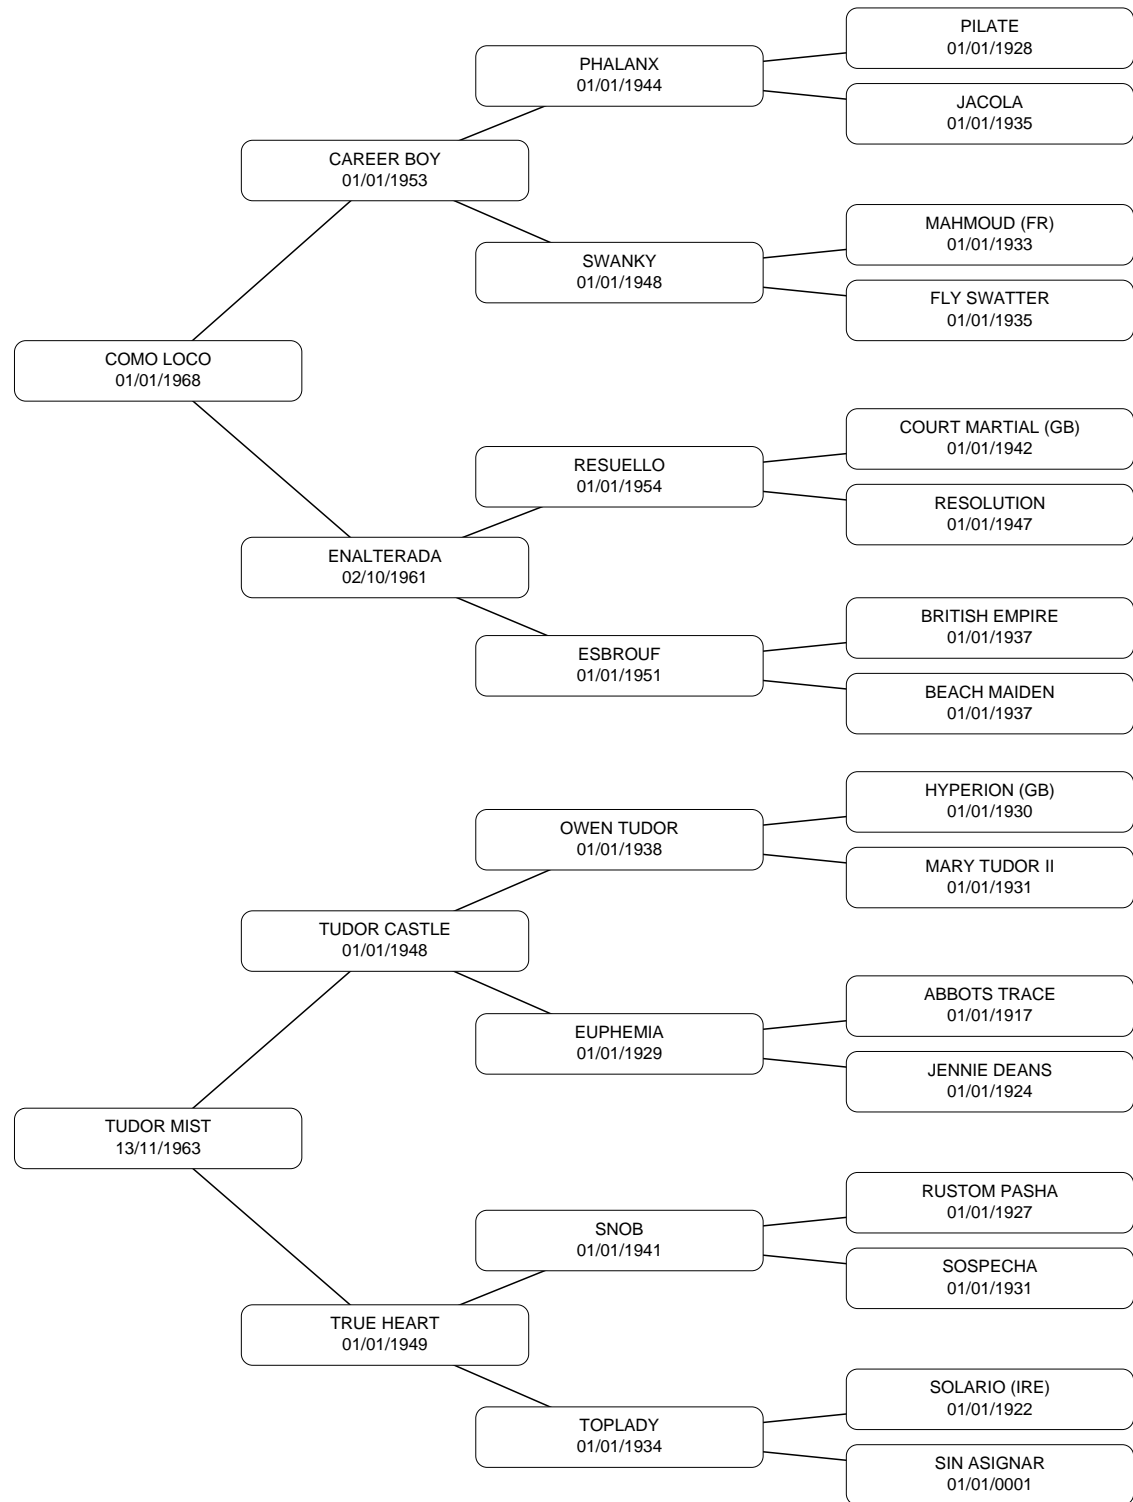 PILATE
01/01/1928
PHALANX
01/01/1944
JACOLA
01/01/1935
CAREER BOY
01/01/1953
MAHMOUD (FR)
01/01/1933
SWANKY
01/01/1948
FLY SWATTER
01/01/1935
COMO LOCO
01/01/1968
COURT MARTIAL (GB)
01/01/1942
RESUELLO
01/01/1954
RESOLUTION
01/01/1947
ENALTERADA
02/10/1961
BRITISH EMPIRE
01/01/1937
ESBROUF
01/01/1951
BEACH MAIDEN
01/01/1937
HYPERION (GB)
01/01/1930
OWEN TUDOR
01/01/1938
MARY TUDOR II
01/01/1931
TUDOR CASTLE
01/01/1948
ABBOTS TRACE
01/01/1917
EUPHEMIA
01/01/1929
JENNIE DEANS
01/01/1924
TUDOR MIST
13/11/1963
RUSTOM PASHA
01/01/1927
SNOB
01/01/1941
SOSPECHA
01/01/1931
TRUE HEART
01/01/1949
SOLARIO (IRE)
01/01/1922
TOPLADY
01/01/1934
SIN ASIGNAR
01/01/0001